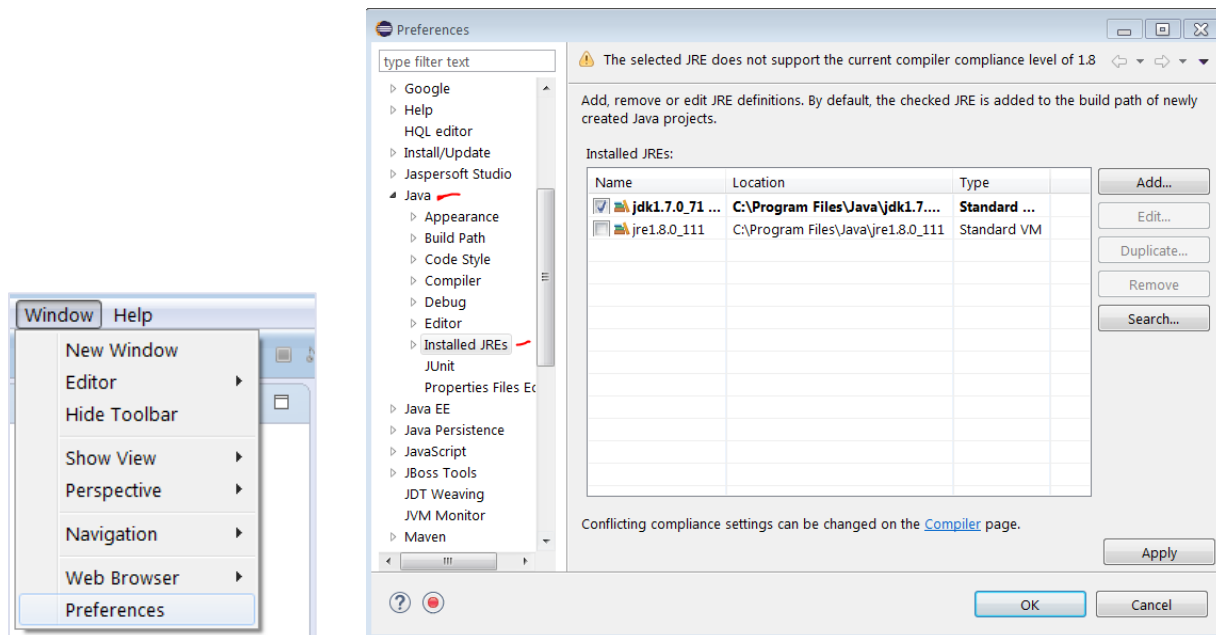 Window Help
New Window
Editor
Hide Toolbar
Show View
Perspective
Navigation
Web Browser
Preferences
Preferences
type filter text
Google
Help
HQL editor
Install/Update
Jaspersoft Studio
Java
Appearance
Build Path
Code Style
Compiler
Debug
Editor
Installed JREs
JUnit
Properties Files Ec
Java EE
Java Persistence
JavaScript
JBoss Tools
JDT Weaving
JVM Monitor
Maven
The selected JRE does not support the current compiler compliance level of 1.8
Add, remove or edit JRE definitions. By default, the checked JRE is added to the build path of newly
created Java projects.
Installed JREs:
Name Location Type
jdk1.7.0_71 ... C:\Program Files\Java\jdk1.7.... Standard ...
jre1.8.0_111 C:\Program Files\Java\jre1.8.0_111 Standard VM
Add...
Edit...
Duplicate...
Remove
Search...
Conflicting compliance settings can be changed on the Compiler page.
Apply
OK Cancel